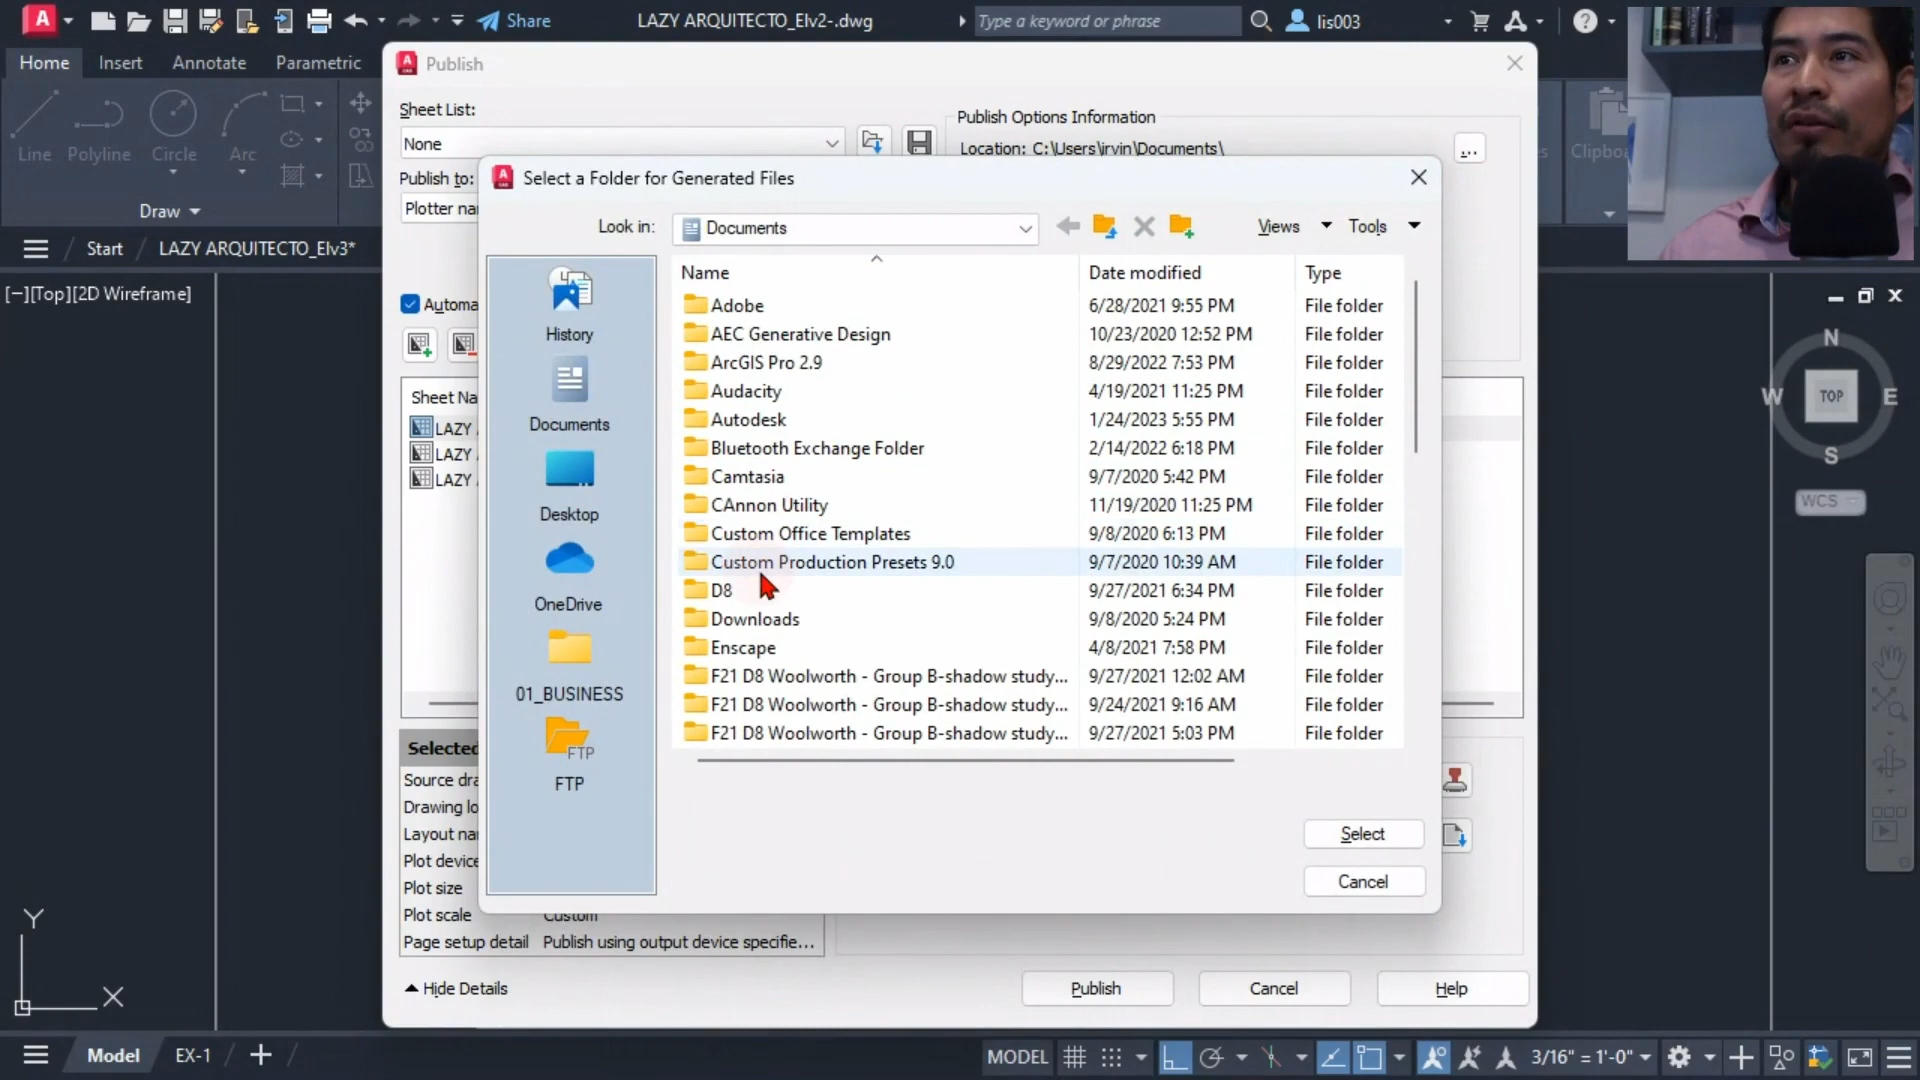 Share
LAZY ARQUITECTO_Elv2-.dwg
Type a keyword or phrase
lis003
Home
Insert
Annotate
Parametric
Line
Polyline
Circle
Arc
Draw
Start
LAZY ARQUITECTO_Elv3*
[−][Top][2D Wireframe]
Publish
Sheet List:
None
Publish to:
Plotter na
Publish Options Information
Location: C:\Users\irvin\Documents\
...
Automa
Sheet Na
LAZY
LAZY
LAZY
Selected
Source dra
Drawing lo
Layout na
Plot device
Plot size
Plot scale
Custom
Page setup detail
Publish using output device specifie...
Hide Details
Publish
Cancel
Help
Select a Folder for Generated Files
Look in:
Documents
Views
Tools
History
Documents
Desktop
OneDrive
01_BUSINESS
FTP
FTP
Name Date modified Type
Adobe 6/28/2021 9:55 PM File folder
AEC Generative Design 10/23/2020 12:52 PM File folder
ArcGIS Pro 2.9 8/29/2022 7:53 PM File folder
Audacity 4/19/2021 11:25 PM File folder
Autodesk 1/24/2023 5:55 PM File folder
Bluetooth Exchange Folder 2/14/2022 6:18 PM File folder
Camtasia 9/7/2020 5:42 PM File folder
CAnnon Utility 11/19/2020 11:25 PM File folder
Custom Office Templates 9/8/2020 6:13 PM File folder
Custom Production Presets 9.0 9/7/2020 10:39 AM File folder
D8 9/27/2021 6:34 PM File folder
Downloads 9/8/2020 5:24 PM File folder
Enscape 4/8/2021 7:58 PM File folder
F21 D8 Woolworth - Group B-shadow study... 9/27/2021 12:02 AM File folder
F21 D8 Woolworth - Group B-shadow study... 9/24/2021 9:16 AM File folder
F21 D8 Woolworth - Group B-shadow study... 9/27/2021 5:03 PM File folder
Select
Cancel
Clipbo
N
W
TOP
E
S
WCS
Y
X
Model
EX-1
MODEL
3/16" = 1'-0"